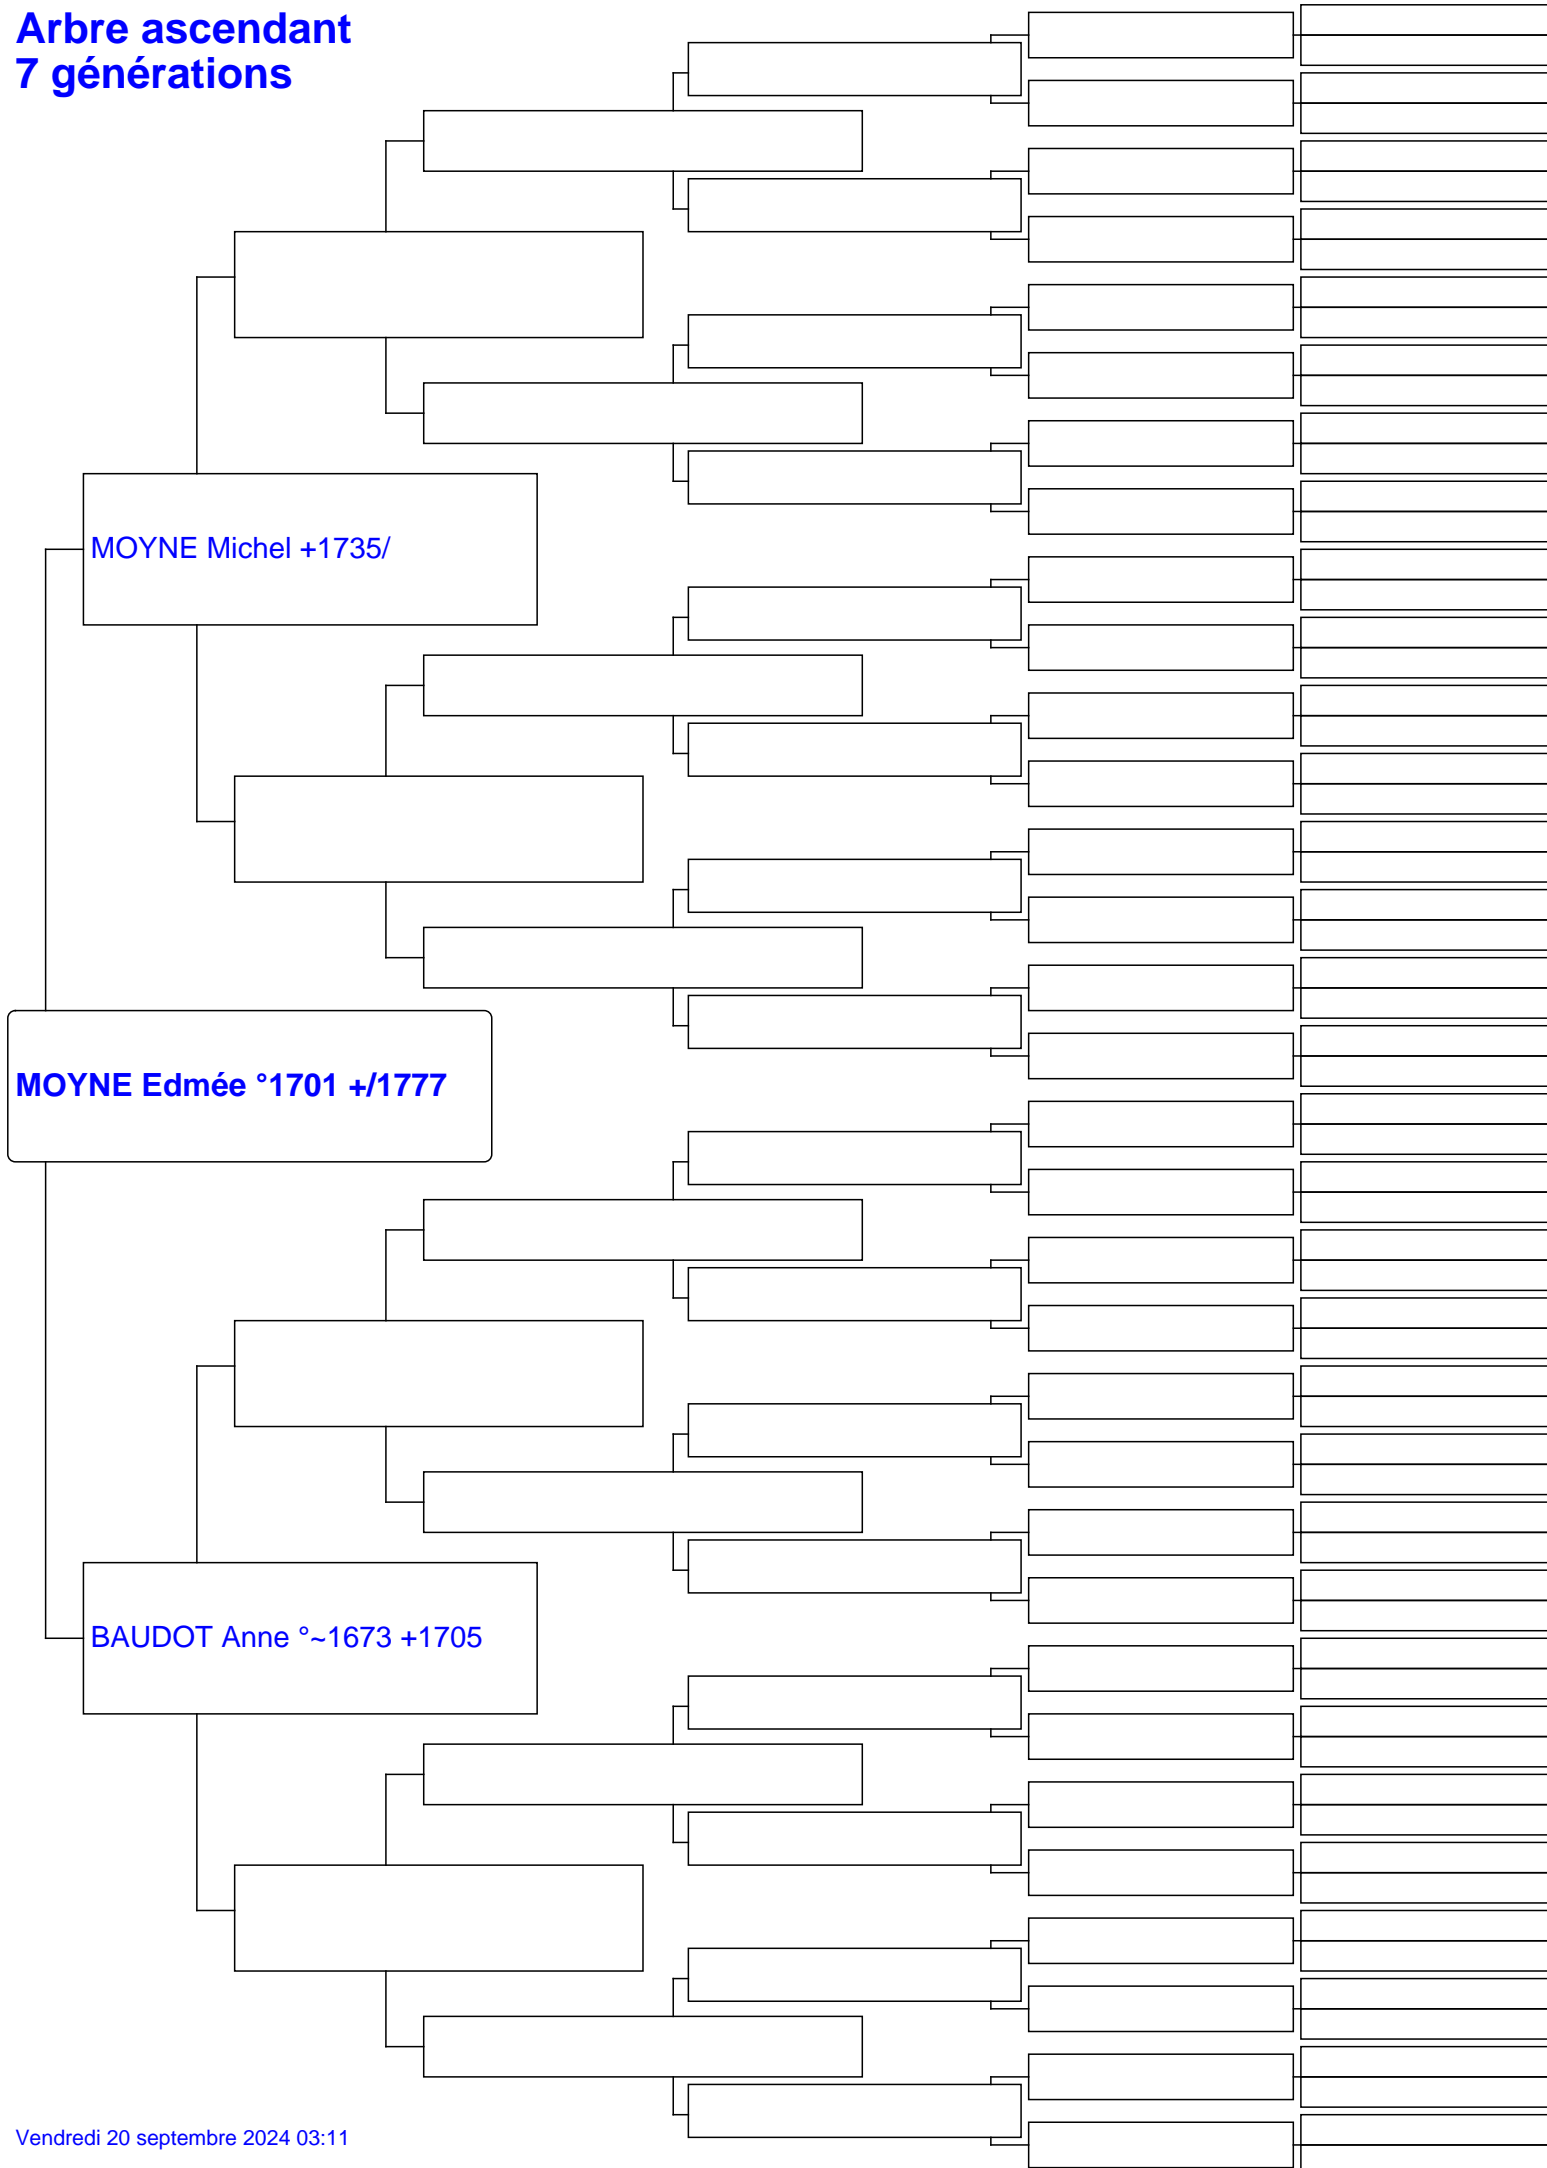 Arbre ascendant
7 générations
MOYNE Michel +1735/
MOYNE Edmée °1701 +/1777
BAUDOT Anne °~1673 +1705
Vendredi 20 septembre 2024 03:11